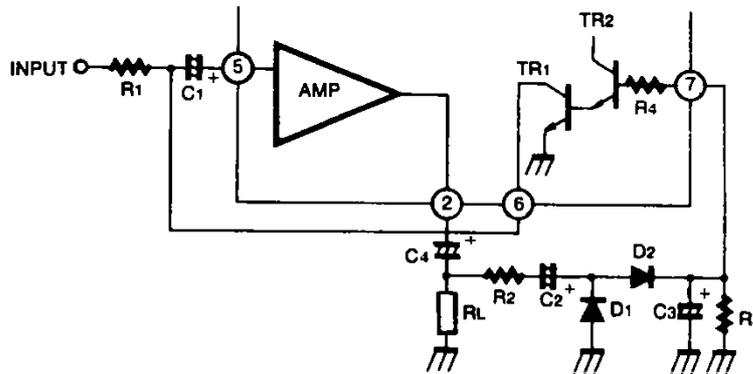 TR2
TR1
INPUT
R1
C1
+
5
AMP
R4
7
2
6
C4
+
RL
R2
C2
+
D1
D2
C3
+
R